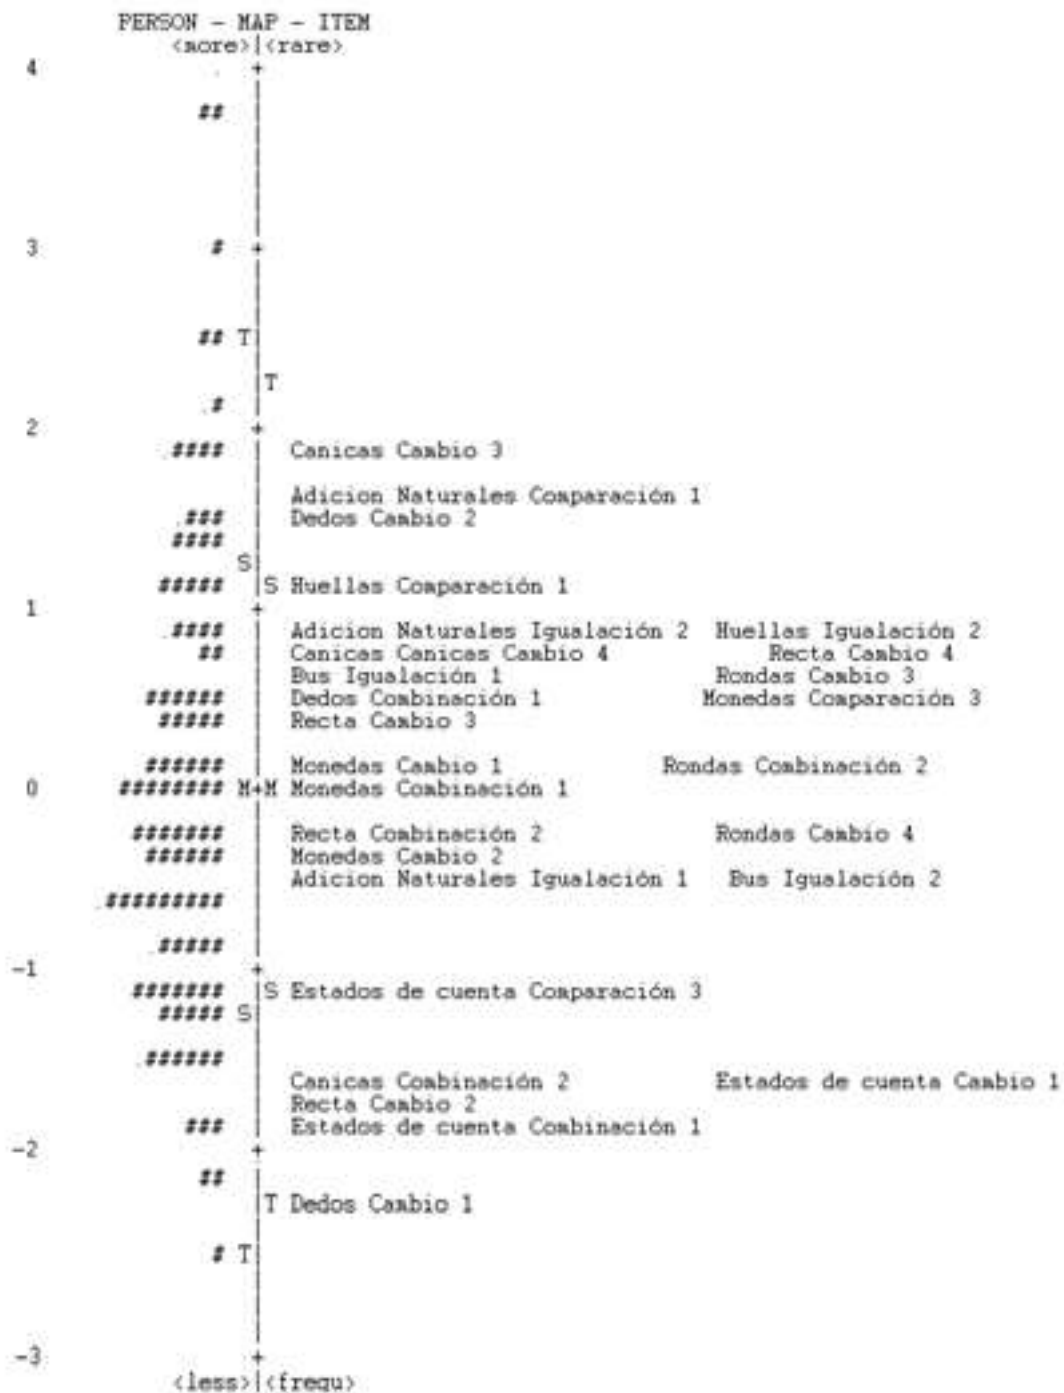 PERSON - MAP - ITEM
<more>|<rare>
4 . +
## |
3 # +
## T|
|T
.# |
2 +
.#### | Canicas Cambio 3
| Adicion Naturales Comparación 1
.### | Dedos Cambio 2
#### |
S|
##### |S Huellas Comparación 1
1 +
.#### | Adicion Naturales Igualación 2 Huellas Igualación 2
## | Canicas Canicas Cambio 4 Recta Cambio 4
| Bus Igualación 1 Rondas Cambio 3
###### | Dedos Combinación 1 Monedas Comparación 3
##### | Recta Cambio 3
###### | Monedas Cambio 1 Rondas Combinación 2
0 ######## M+M Monedas Combinación 1
####### | Recta Combinación 2 Rondas Cambio 4
###### | Monedas Cambio 2
| Adicion Naturales Igualación 1 Bus Igualación 2
.######### |
.##### |
-1 +
####### |S Estados de cuenta Comparación 3
##### S|
.###### |
| Canicas Combinación 2 Estados de cuenta Cambio 1
| Recta Cambio 2
### | Estados de cuenta Combinación 1
-2 +
## |
|T Dedos Cambio 1
# T|
-3 +
<less>|<frequ>